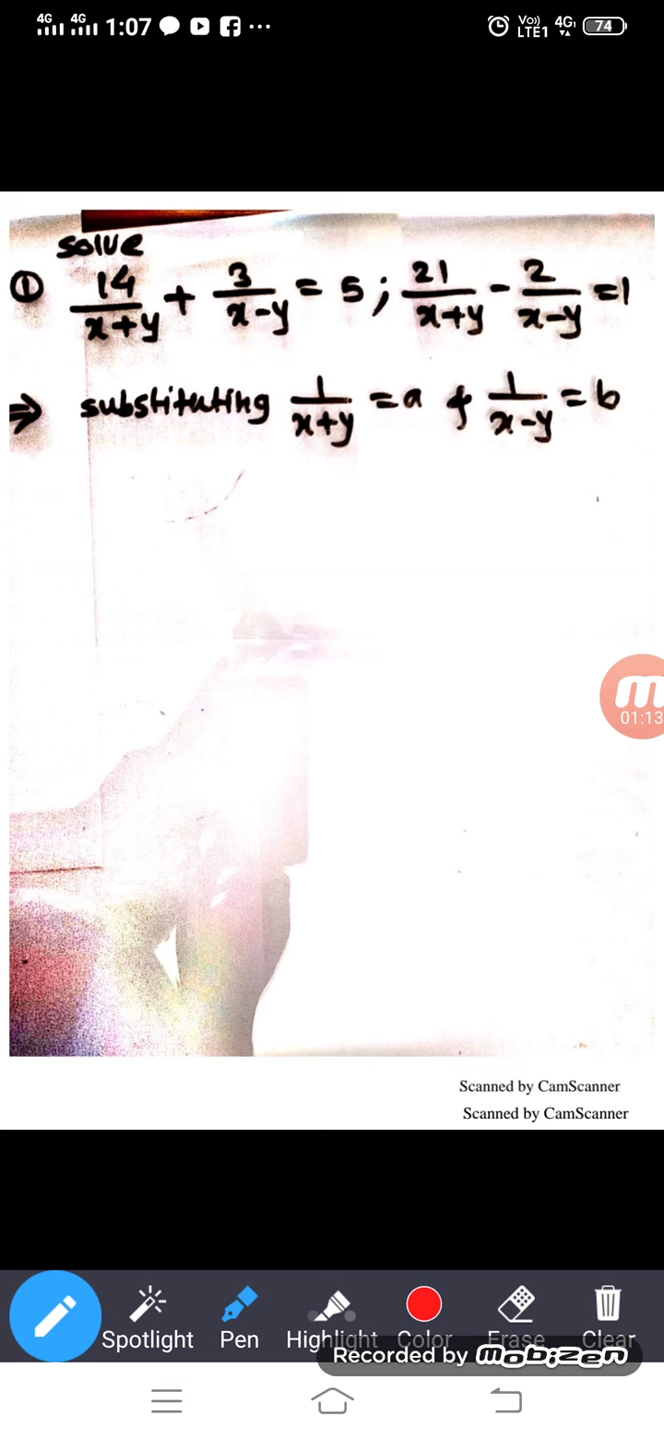 4G 4G 1:07 ... Vo)) LTE1 4G1 74
solve
① 14/x+y + 3/x-y = 5; 21/x+y - 2/x-y =1
⇒ substituting 1/x+y =a & 1/x-y =b
01:13
Scanned by CamScanner
Scanned by CamScanner
Spotlight Pen Highlight Color Erase Clear
Recorded by mobizen